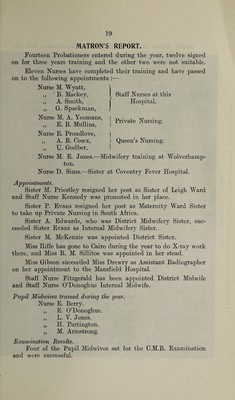 19
MATRON'S REPORT.
Fourteen Probationers entered during the year, twelve signed
on for three years training and the other two were not suitable.
Eleven Nurses have completed their training and have passed
on to the following appointments :—
Nurse M. Wyatt,
„ B. Mackey,
„ A. Smith,
„ G. Spackman,
Staff Nurses at this
Hospital.
Nurse M. A. Yeomans,
„ E. B. Mollins,
Private Nursing.
Nurse E. Proudlove,
„ A. B. Cowx,
„ U. Godber,
Queen's Nursing.
Nurse M. E. Jones.—Midwifery training at Wolverhamp-
ton.
Nurse D. Sims.—Sister at Coventry Fever Hospital.
Appointments.
Sister M. Priestley resigned her post as Sister of Leigh Ward
and Staff Nurse Kennedy was promoted in her place.
Sister P. Evans resigned her post as Maternity Ward Sister
to take up Private Nursing in South Africa.
Sister A. Edwards, who was District Midwifery Sister, suc-
ceeded Sister Evans as Internal Midwifery Sister.
Sister M. McKenzie was appointed District Sister.
Miss Iliffe has gone to Cairo during the year to do X-ray work
there, and Miss R. M. Sillitoe was appointed in her stead.
Miss Gibson succeeded Miss Drewry as Assistant Radiographer
on her appointment to the Mansfield Hospital.
Staff Nurse Fitzgerald has been appointed District Midwife
and Staff Nurse O'Donoghue Internal Midwife.
Pupil Midwives trained during the year.
Nurse E. Berry.
„ E. O'Donoghue.
„ L. V. Jones.
„ H. Partington.
„ M. Armstrong.
Examination Results.
Four of the Pupil Midwives sat for the C.M.B. Examination
and were successful.